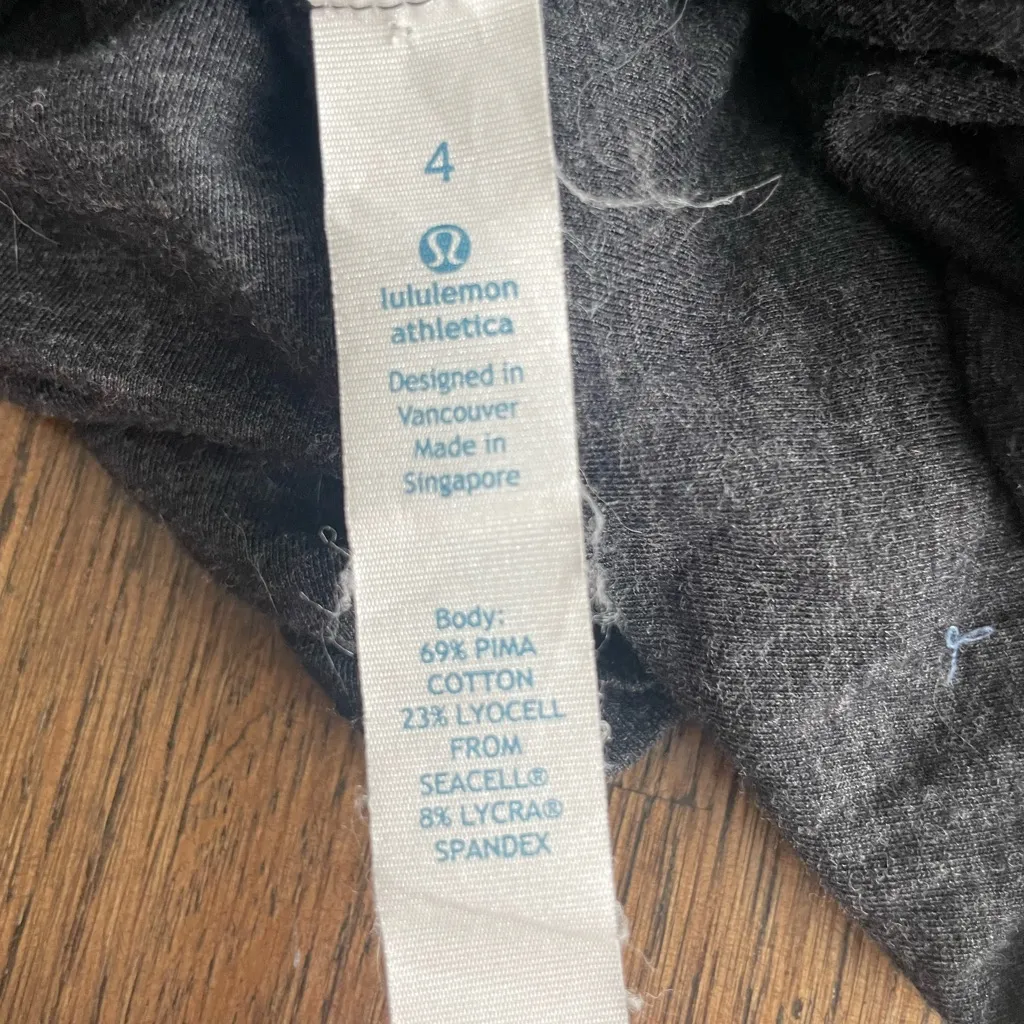 4
lululemon
athletica
Designed in
Vancouver
Made in
Singapore
Body:
69% PIMA
COTTON
23% LYOCELL
FROM
SEACELL®
8% LYCRA®
SPANDEX